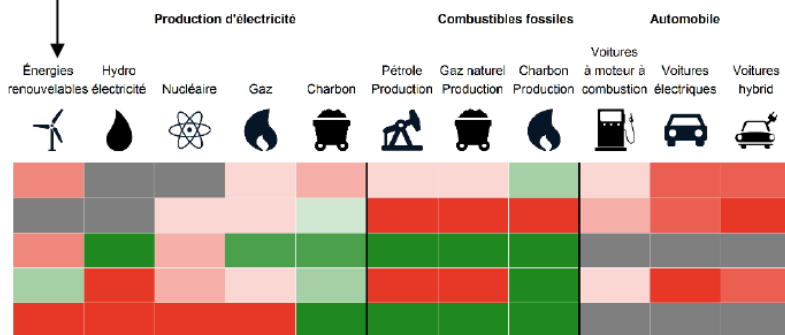 Production d'électricité
Combustibles fossiles
Automobile
Énergies
renouvelables
Hydro
électricité
Nucléaire
Gaz
Charbon
Pétrole
Production
Gaz naturel
Production
Charbon
Production
Voitures
à moteur à
combustion
Voitures
électriques
Voitures
hybrid